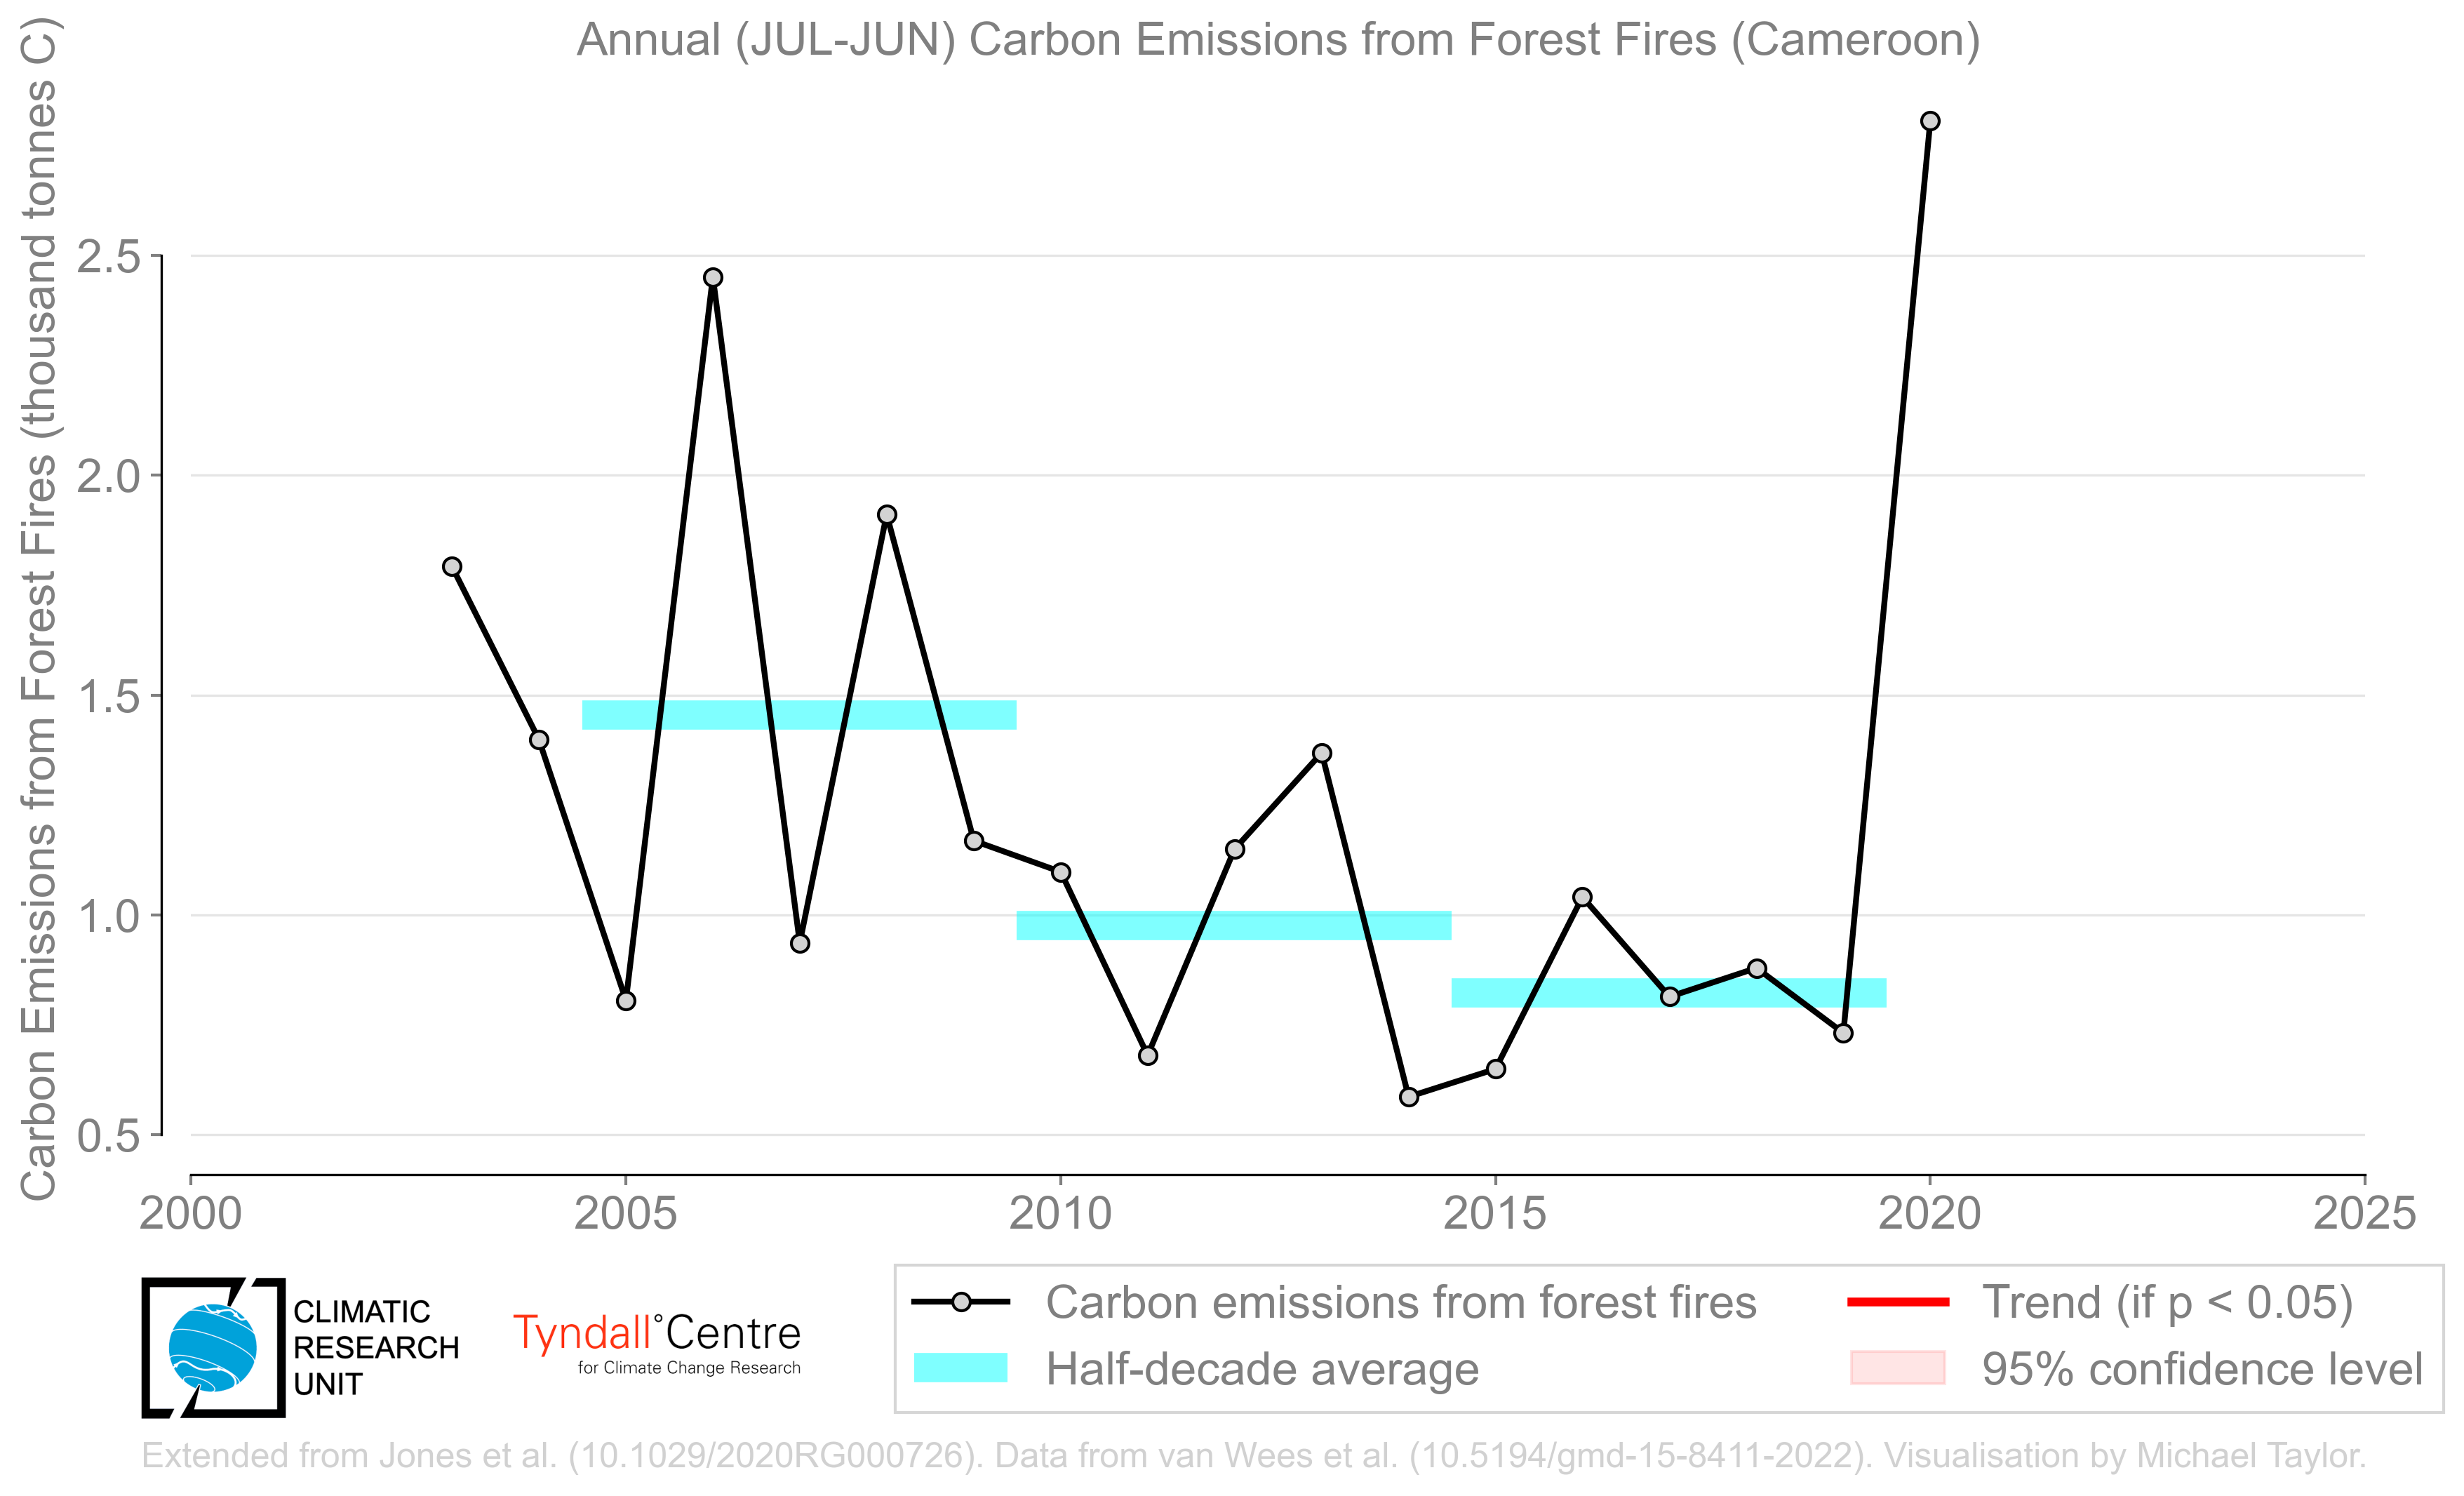 Annual (JUL-JUN) Carbon Emissions from Forest Fires (Cameroon)
Carbon Emissions from Forest Fires (thousand tonnes C)
2.5
2.0
1.5
1.0
0.5
2000
2005
2010
2015
2020
2025
CLIMATIC
RESEARCH
UNIT
Tyndall°Centre
for Climate Change Research
Carbon emissions from forest fires
Half-decade average
Trend (if p < 0.05)
95% confidence level
Extended from Jones et al. (10.1029/2020RG000726). Data from van Wees et al. (10.5194/gmd-15-8411-2022). Visualisation by Michael Taylor.